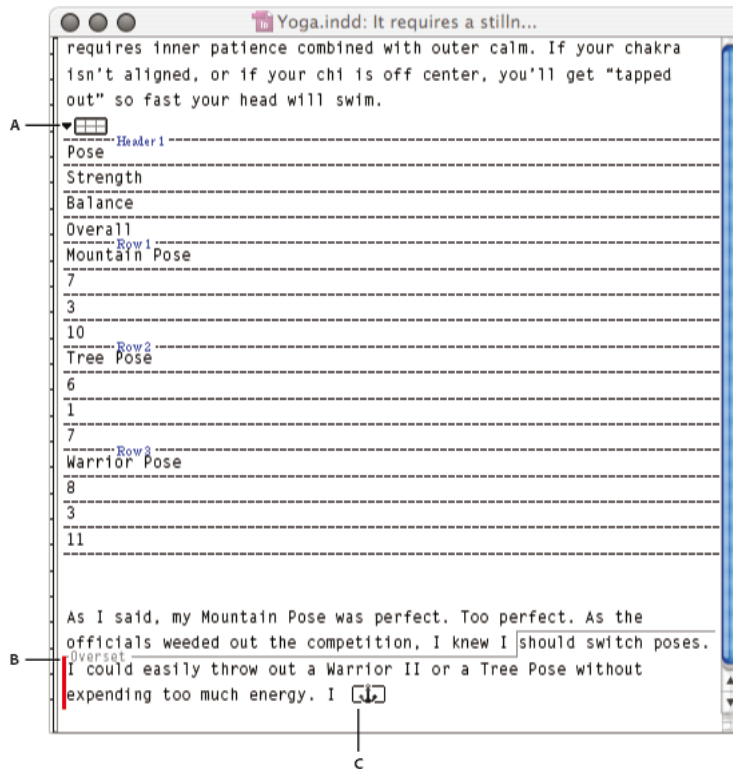 Yoga.indd: It requires a stilln...
requires inner patience combined with outer calm. If your chakra
isn't aligned, or if your chi is off center, you'll get “tapped
out” so fast your head will swim.
A
Header 1
Pose
Strength
Balance
Overall
Row 1
Mountain Pose
7
3
10
Row 2
Tree Pose
6
1
7
Row 3
Warrior Pose
8
3
11
As I said, my Mountain Pose was perfect. Too perfect. As the
officials weeded out the competition, I knew I should switch poses.
B
Overset
I could easily throw out a Warrior II or a Tree Pose without
expending too much energy. I
C